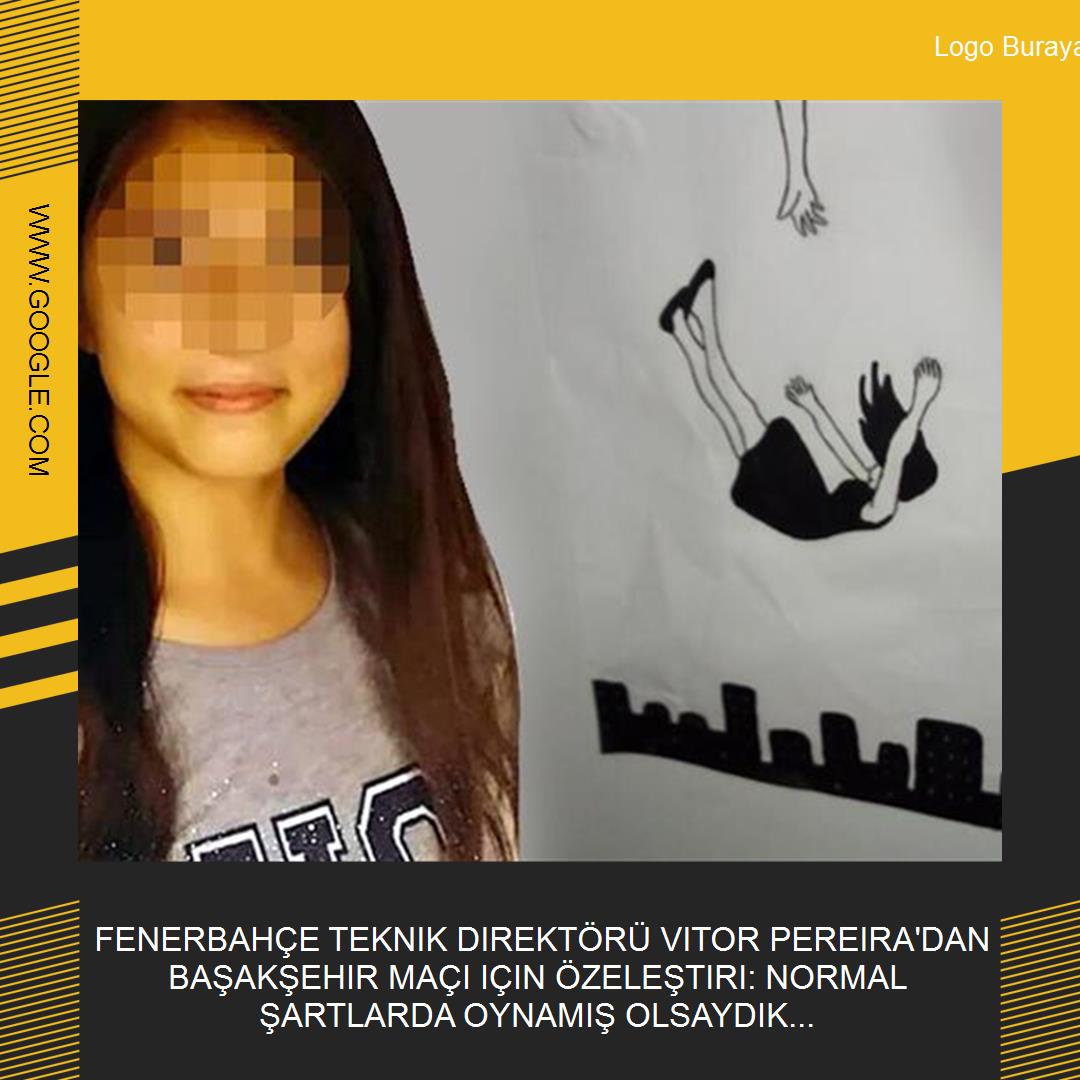 Logo Buraya
WWW.GOOGLE.COM
FENERBAHÇE TEKNIK DIREKTÖRÜ VITOR PEREIRA'DAN
BAŞAKŞEHIR MAÇI IÇIN ÖZELEŞTIRI: NORMAL
ŞARTLARDA OYNAMIŞ OLSAYDIK...